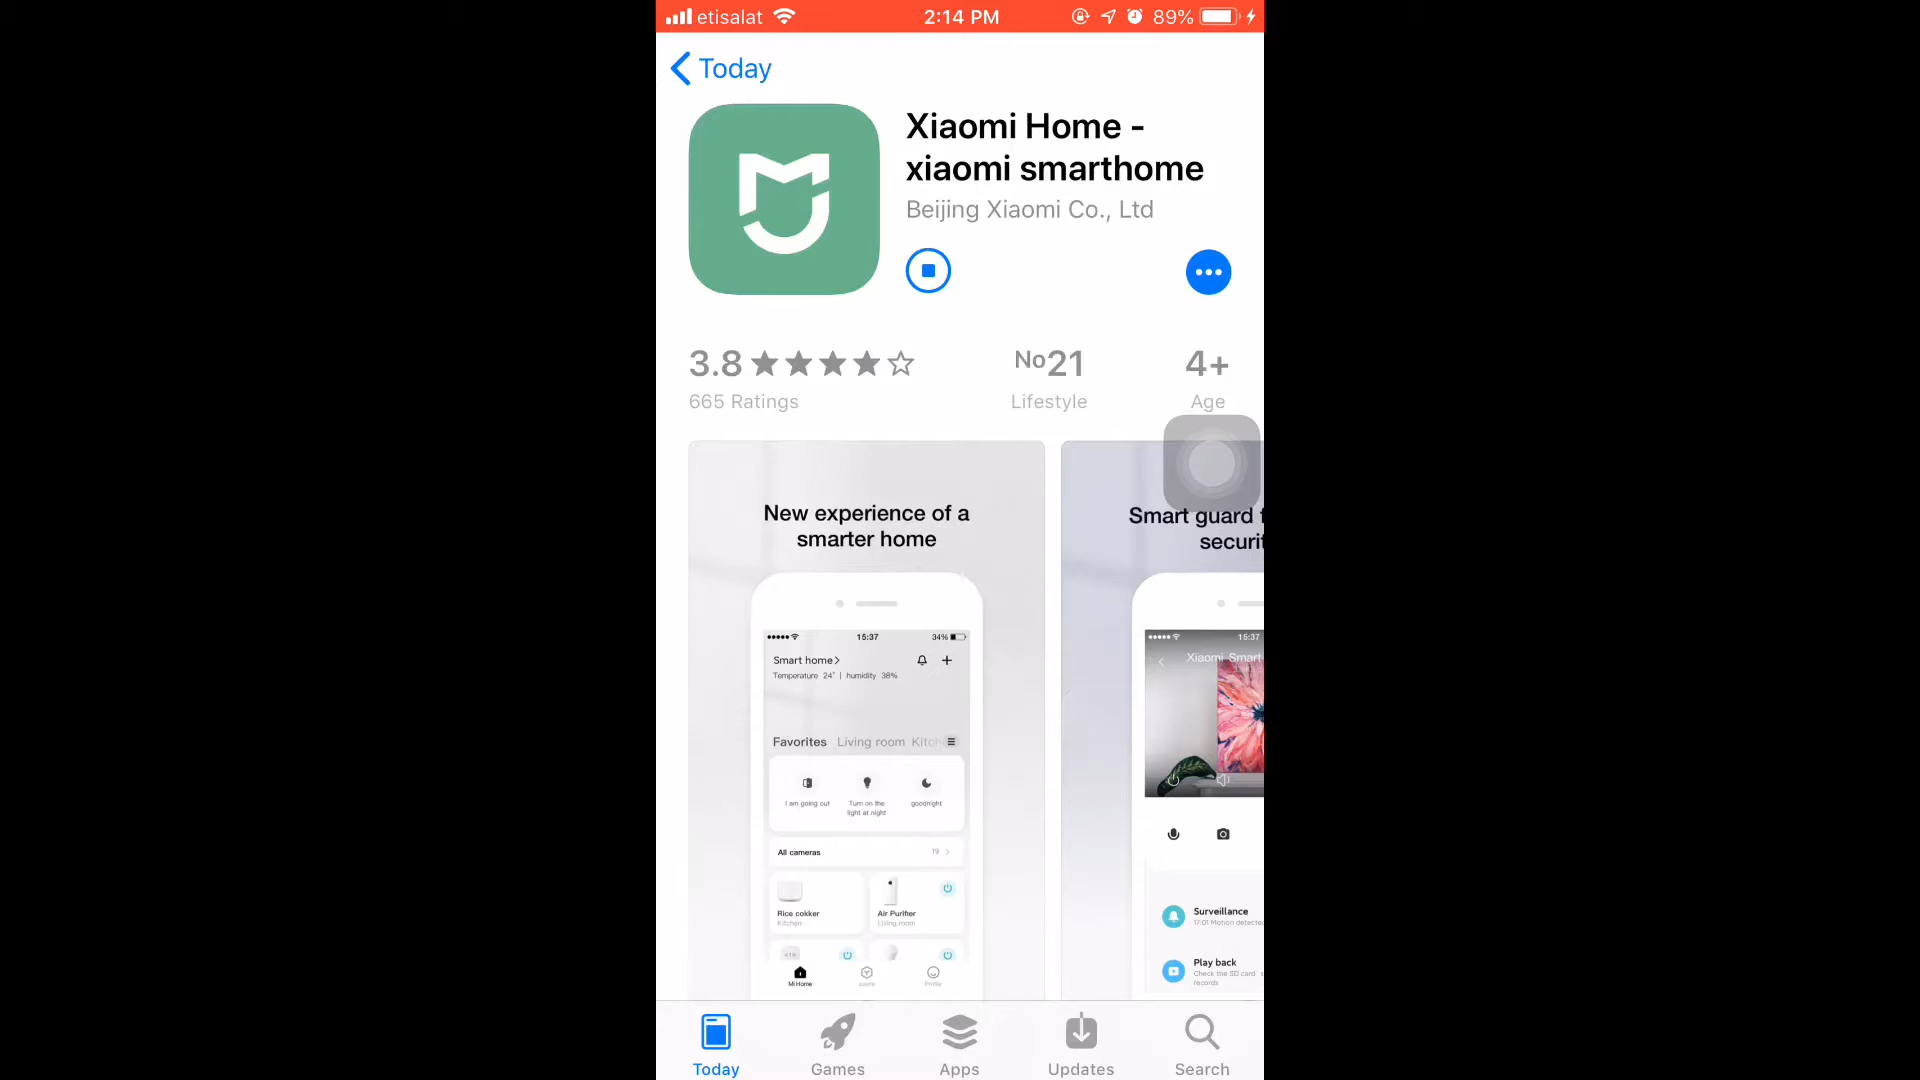 etisalat 2:14 PM 89%
Today
Xiaomi Home -
xiaomi smarthome
Beijing Xiaomi Co., Ltd
3.8 No21 4+
665 Ratings Lifestyle Age
New experience of a
smarter home
15:37 34%
Smart home
Temperature 24° | humidity 38%
Favorites Living room Kitch
I am going out Turn on the
light at night goodnight
All cameras 19
Rice cokker Air Purifier
Kitchen Living room
Mi Home Profile
Smart guard f
securit
15:37
Xiaomi Smart
Surveillance
17:01 Motion detecte
Play back
Check the SD card's
records
Today Games Apps Updates Search